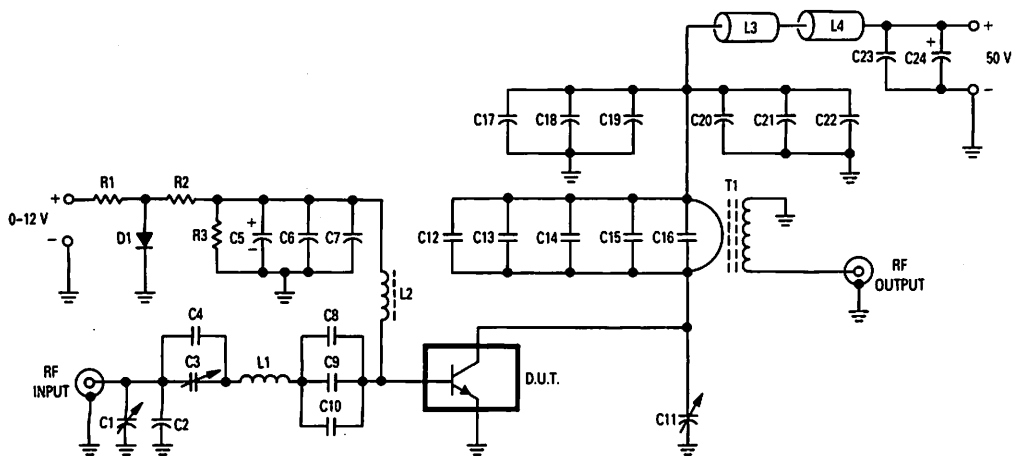 L3
L4
+
C23
+
C24
50 V
-
C17
C18
C19
C20
C21
C22
R1
R2
T1
+
0-12 V
-
D1
R3
+
C5
-
C6
C7
C12
C13
C14
C15
C16
RF
OUTPUT
L2
C4
C8
C3
L1
C9
RF
INPUT
C10
D.U.T.
C1
C2
C11